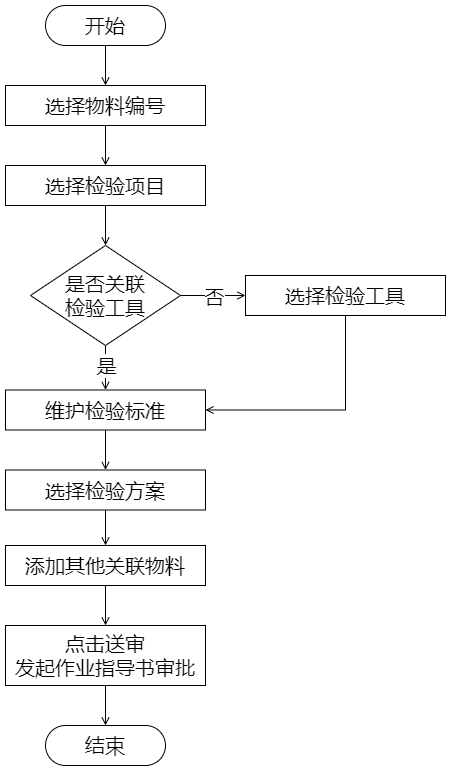 开始
选择物料编号
选择检验项目
是否关联
检验工具
否
选择检验工具
是
维护检验标准
选择检验方案
添加其他关联物料
点击送审
发起作业指导书审批
结束